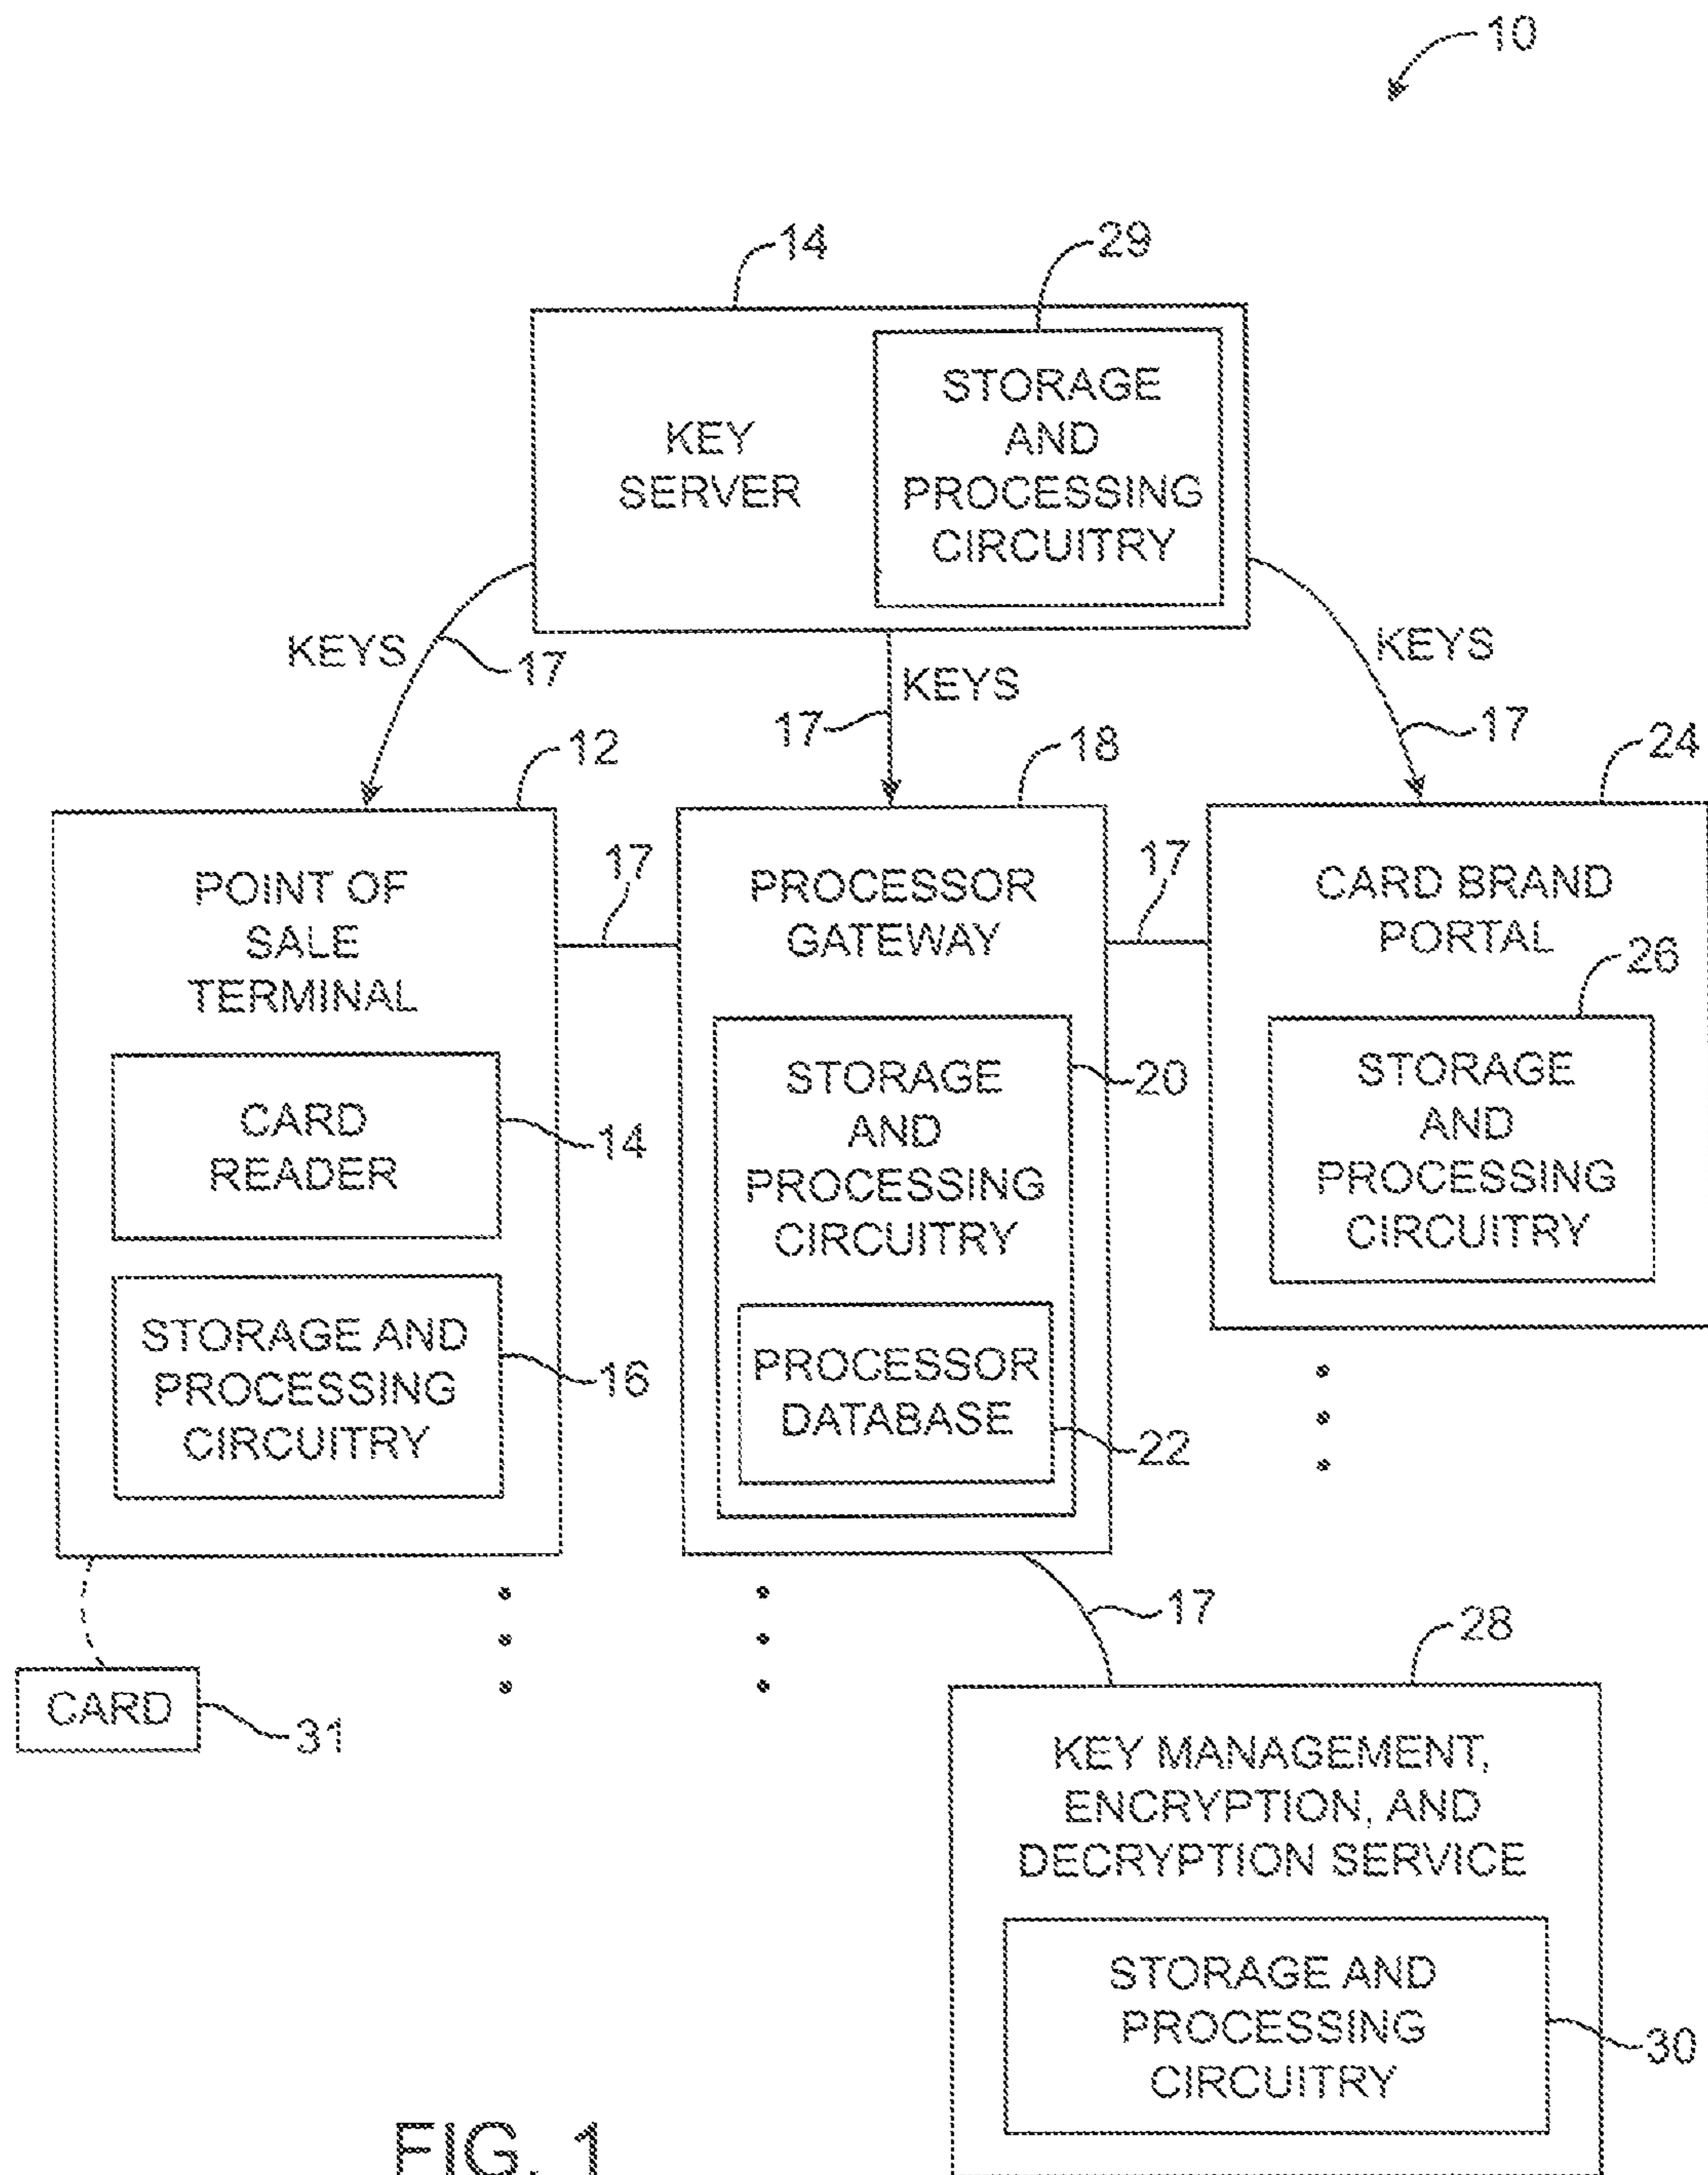 10
14
29
KEY
SERVER
STORAGE
AND
PROCESSING
CIRCUITRY
KEYS
17
KEYS
17
KEYS
17
12
18
24
POINT OF
SALE
TERMINAL
17
PROCESSOR
GATEWAY
17
CARD BRAND
PORTAL
26
CARD
READER
14
STORAGE
AND
PROCESSING
CIRCUITRY
20
STORAGE
AND
PROCESSING
CIRCUITRY
STORAGE AND
PROCESSING
CIRCUITRY
16
PROCESSOR
DATABASE
22
17
CARD
31
28
KEY MANAGEMENT,
ENCRYPTION, AND
DECRYPTION SERVICE
STORAGE AND
PROCESSING
CIRCUITRY
30
FIG. 1